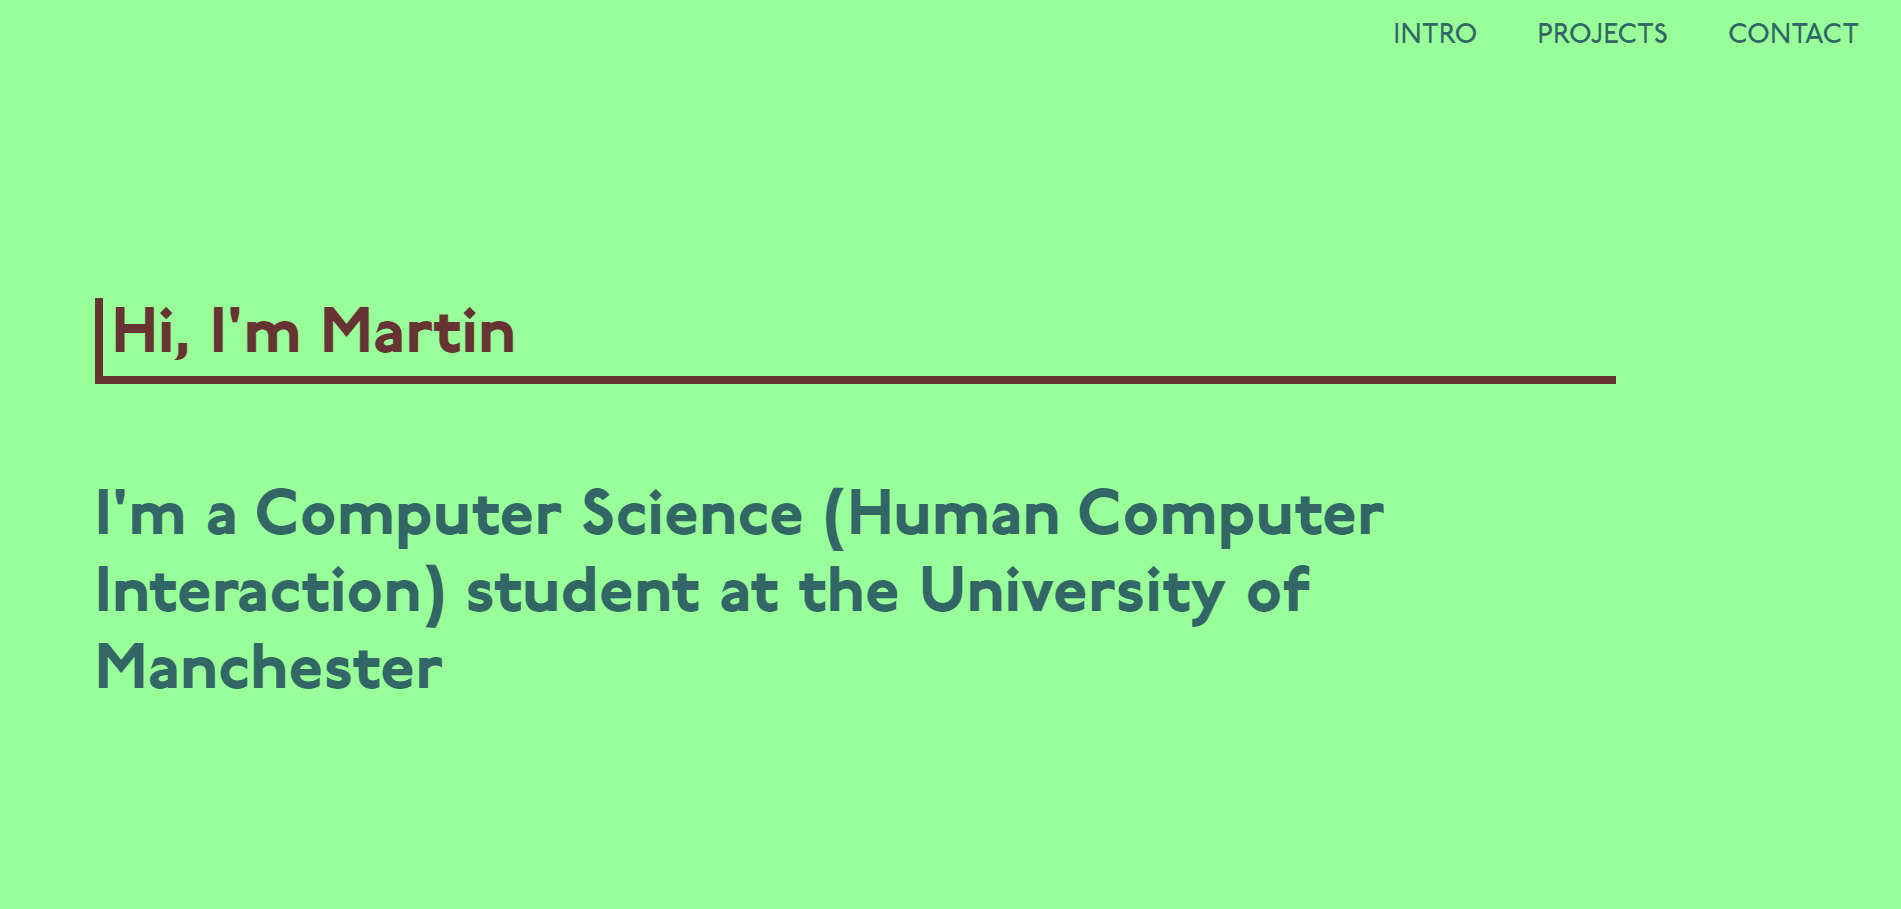 INTRO PROJECTS CONTACT
Hi, I'm Martin
I'm a Computer Science (Human Computer
Interaction) student at the University of
Manchester